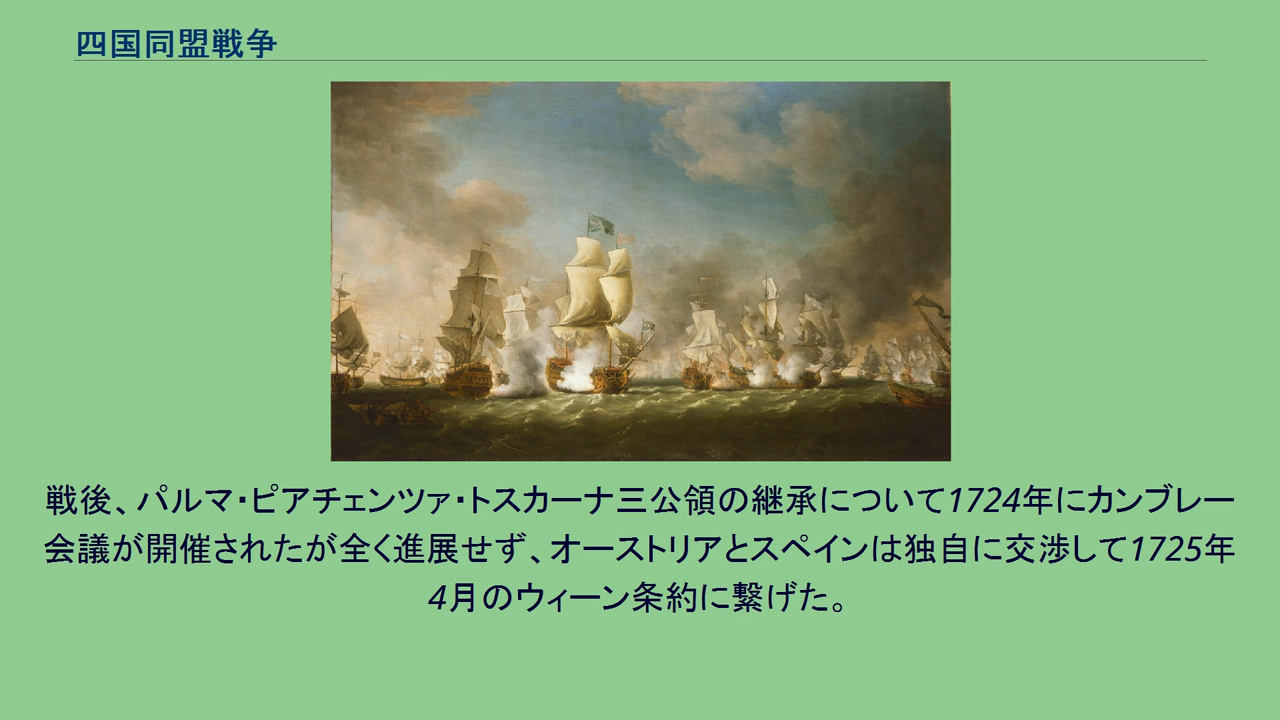 四国同盟戦争
戦後、パルマ・ピアチェンツァ・トスカーナ三公領の継承について1724年にカンブレー
会議が開催されたが全く進展せず、オーストリアとスペインは独自に交渉して1725年
4月のウィーン条約に繋げた。